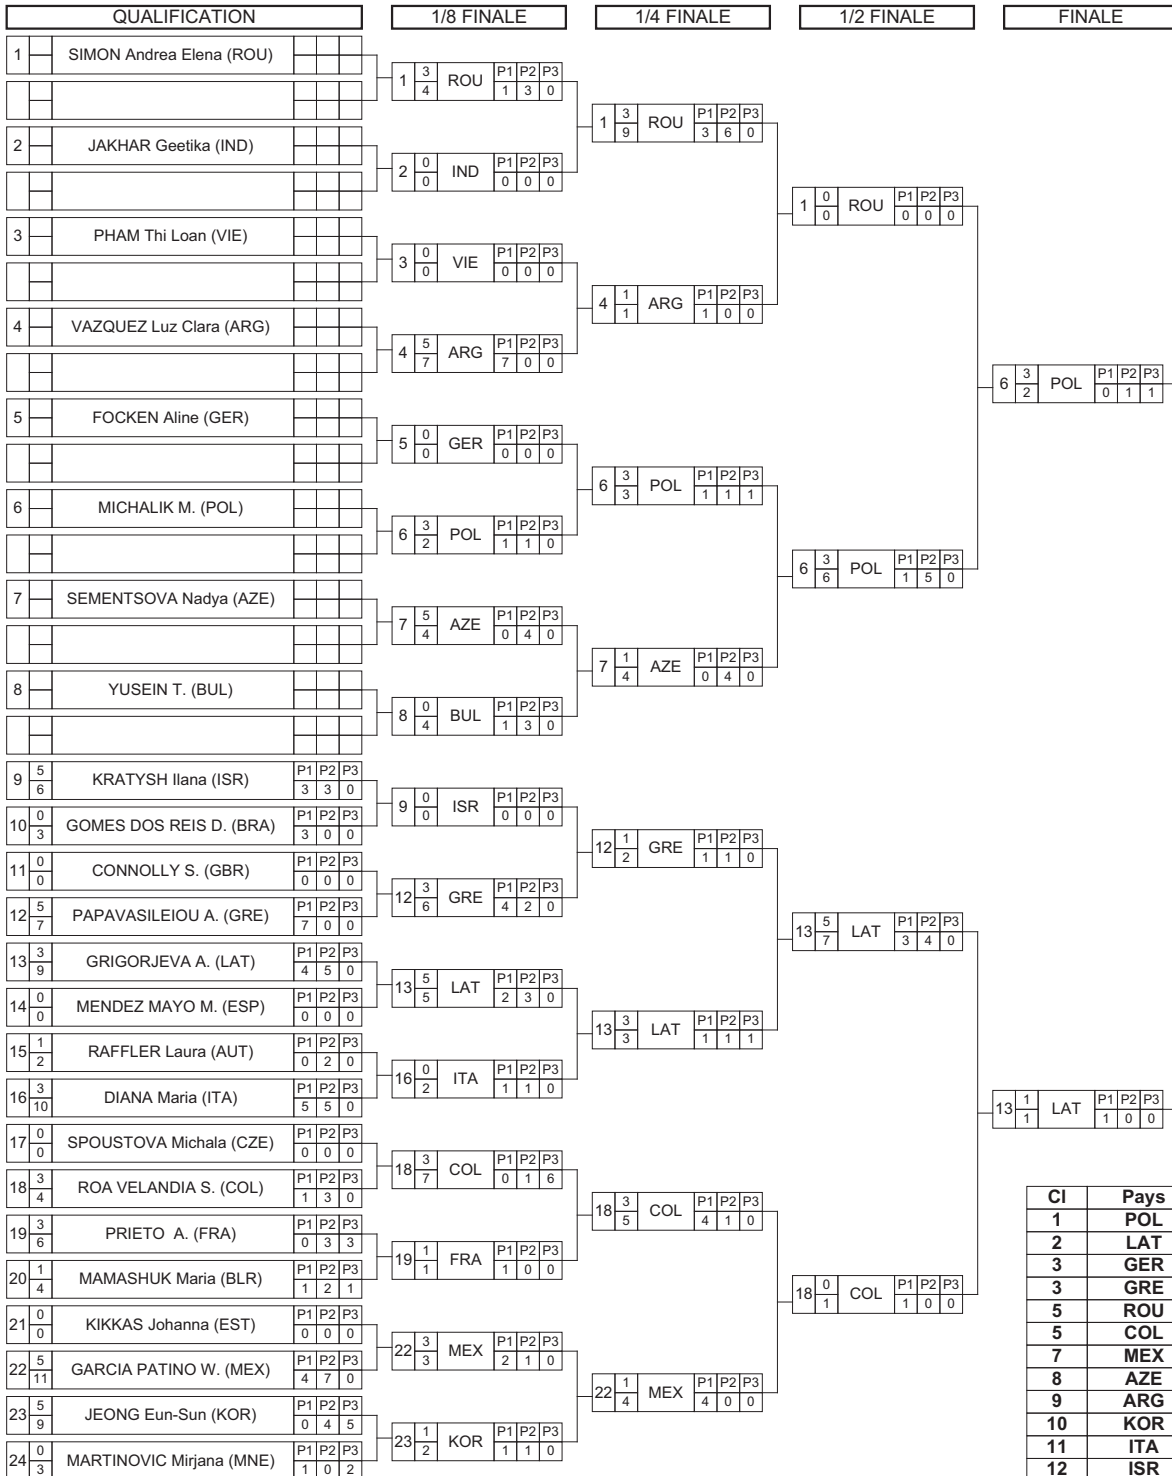 QUALIFICATION 1/8 FINALE 1/4 FINALE 1/2 FINALE FINALE
1 SIMON Andrea Elena (ROU)
2 JAKHAR Geetika (IND)
3 PHAM Thi Loan (VIE)
4 VAZQUEZ Luz Clara (ARG)
5 FOCKEN Aline (GER)
6 MICHALIK M. (POL)
7 SEMENTSOVA Nadya (AZE)
8 YUSEIN T. (BUL)
9 5 6 KRATYSH Ilana (ISR) P1 P2 P3 3 3 0
10 0 3 GOMES DOS REIS D. (BRA) P1 P2 P3 3 0 0
11 0 0 CONNOLLY S. (GBR) P1 P2 P3 0 0 0
12 5 7 PAPAVASILEIOU A. (GRE) P1 P2 P3 7 0 0
13 3 9 GRIGORJEVA A. (LAT) P1 P2 P3 4 5 0
14 0 0 MENDEZ MAYO M. (ESP) P1 P2 P3 0 0 0
15 1 2 RAFFLER Laura (AUT) P1 P2 P3 0 2 0
16 3 10 DIANA Maria (ITA) P1 P2 P3 5 5 0
17 0 0 SPOUSTOVA Michala (CZE) P1 P2 P3 0 0 0
18 3 4 ROA VELANDIA S. (COL) P1 P2 P3 1 3 0
19 3 6 PRIETO A. (FRA) P1 P2 P3 0 3 3
20 1 4 MAMASHUK Maria (BLR) P1 P2 P3 1 2 1
21 0 0 KIKKAS Johanna (EST) P1 P2 P3 0 0 0
22 5 11 GARCIA PATINO W. (MEX) P1 P2 P3 4 7 0
23 5 9 JEONG Eun-Sun (KOR) P1 P2 P3 0 4 5
24 0 3 MARTINOVIC Mirjana (MNE) P1 P2 P3 1 0 2
1 3 4 ROU P1 P2 P3 1 3 0
2 0 0 IND P1 P2 P3 0 0 0
3 0 0 VIE P1 P2 P3 0 0 0
4 5 7 ARG P1 P2 P3 7 0 0
5 0 0 GER P1 P2 P3 0 0 0
6 3 2 POL P1 P2 P3 1 1 0
7 5 4 AZE P1 P2 P3 0 4 0
8 0 4 BUL P1 P2 P3 1 3 0
9 0 0 ISR P1 P2 P3 0 0 0
12 3 6 GRE P1 P2 P3 4 2 0
13 5 5 LAT P1 P2 P3 2 3 0
16 0 2 ITA P1 P2 P3 1 1 0
18 3 7 COL P1 P2 P3 0 1 6
19 1 1 FRA P1 P2 P3 1 0 0
22 3 3 MEX P1 P2 P3 2 1 0
23 1 2 KOR P1 P2 P3 1 1 0
1 3 9 ROU P1 P2 P3 3 6 0
4 1 1 ARG P1 P2 P3 1 0 0
6 3 3 POL P1 P2 P3 1 1 1
7 1 4 AZE P1 P2 P3 0 4 0
12 1 2 GRE P1 P2 P3 1 1 0
13 3 3 LAT P1 P2 P3 1 1 1
18 3 5 COL P1 P2 P3 4 1 0
22 1 4 MEX P1 P2 P3 4 0 0
1 0 0 ROU P1 P2 P3 0 0 0
6 3 6 POL P1 P2 P3 1 5 0
13 5 7 LAT P1 P2 P3 3 4 0
18 0 1 COL P1 P2 P3 1 0 0
6 3 2 POL P1 P2 P3 0 1 1
13 1 1 LAT P1 P2 P3 1 0 0
Cl Pays
1 POL
2 LAT
3 GER
3 GRE
5 ROU
5 COL
7 MEX
8 AZE
9 ARG
10 KOR
11 ITA
12 ISR